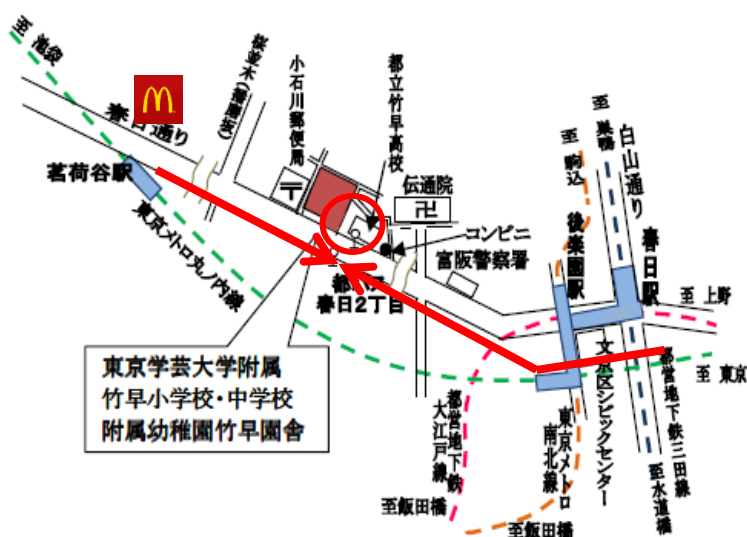 至 池袋
桜並木(播磨坂)
小石川郵便局
都立竹早高校
春日通り
茗荷谷駅
東京メトロ丸ノ内線
伝通院
卍
コンビニ
富阪警察署
春日2丁目
至 駒込
至 巣鴨
白山通り
後楽園駅
春日駅
至 上野
至 東京
東京学芸大学附属
竹早小学校・中学校
附属幼稚園竹早園舎
都営地下鉄
大江戸線
至飯田橋
東京メトロ
南北線
至飯田橋
文京区シビックセンター
都営地下鉄三田線
至水道橋